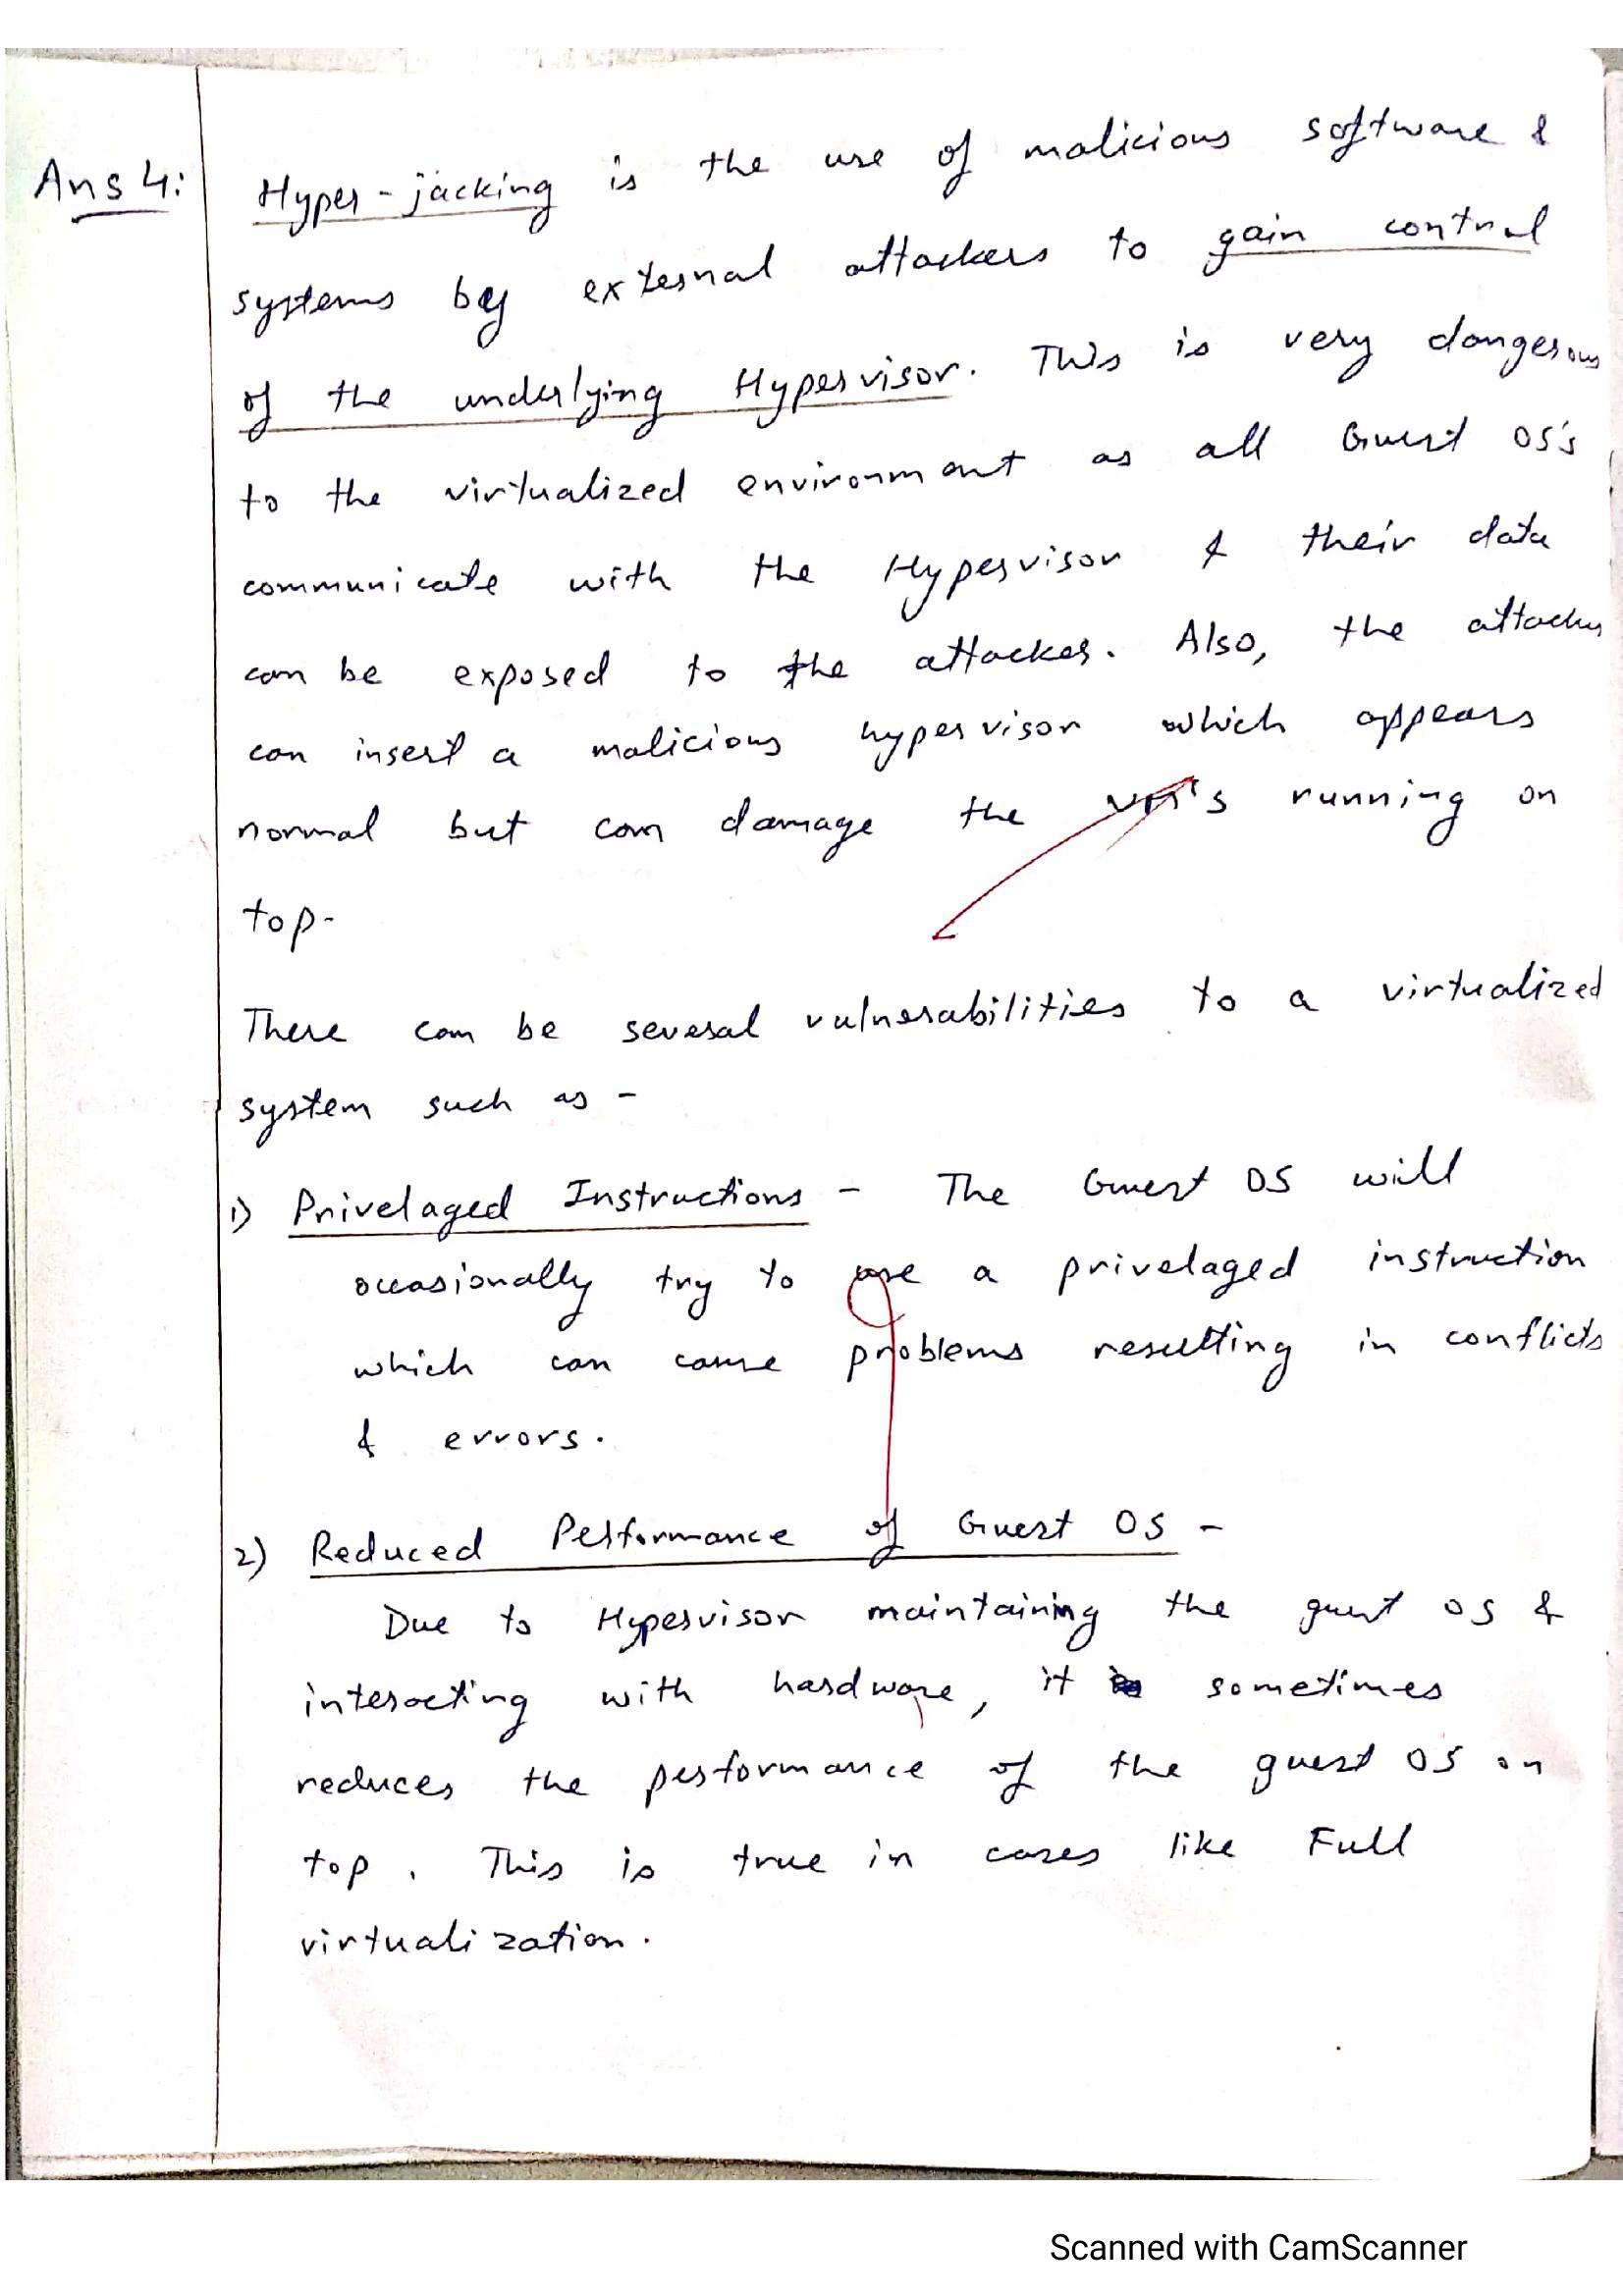 Ans 4: Hyper-jacking is the use of malicious software &
systems by external attackers to gain control
of the underlying Hypervisor. This is very dangerous
to the virtualized environment as all Guest OS's
communicate with the Hypervisor & their data
can be exposed to the attacker. Also, the attacker
can insert a malicious hypervisor which appears
normal but can damage the VM's running on
top.
There can be several vulnerabilities to a virtualized
system such as -
1) Privelaged Instructions - The Guest OS will
occasionally try to use a privelaged instruction
which can cause problems resulting in conflicts
& errors.
2) Reduced Performance of Guest OS -
Due to Hypervisor maintaining the guest OS &
interacting with hardware, it sometimes
reduces the performance of the guest OS on
top. This is true in cases like Full
virtualization.
Scanned with CamScanner